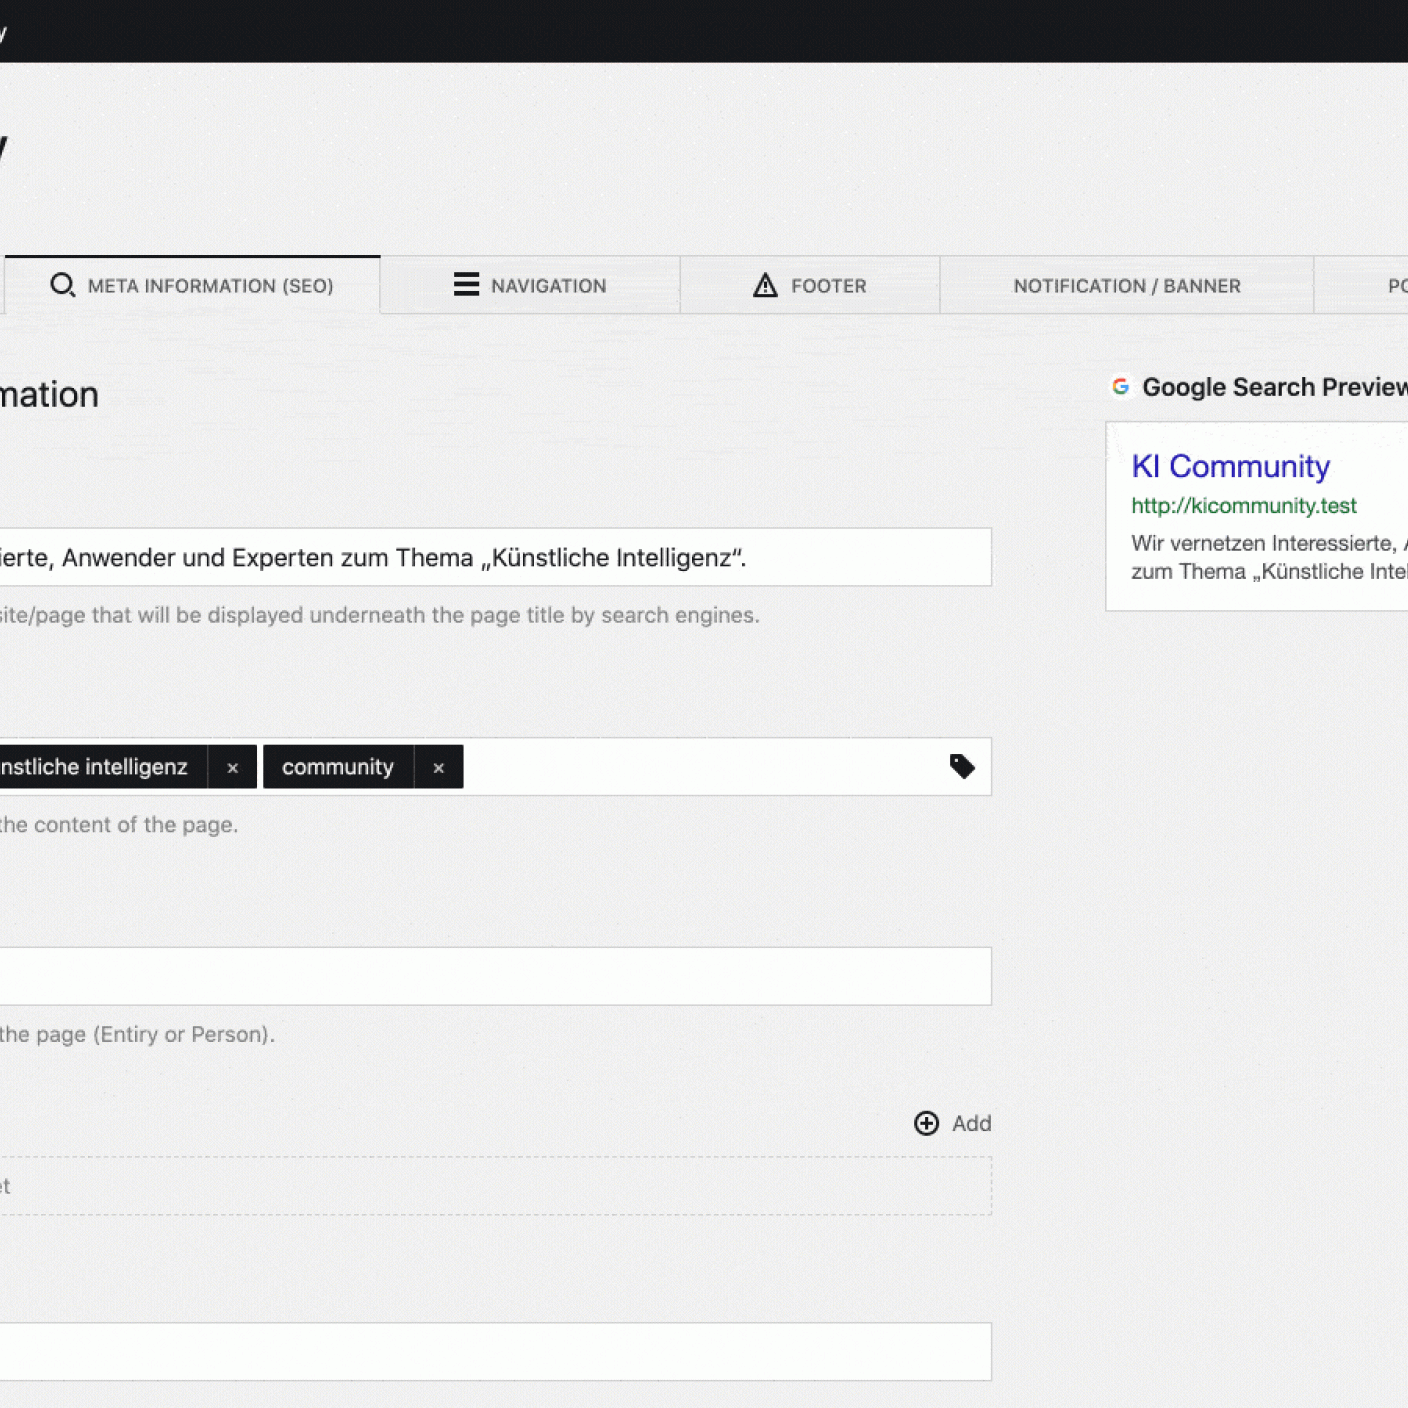 y
META INFORMATION (SEO)
NAVIGATION
FOOTER
NOTIFICATION / BANNER
mation
Google Search Preview
KI Community
http://kicommunity.test
Wir vernetzen Interessierte,
zum Thema „Künstliche Intel
ierte, Anwender und Experten zum Thema „Künstliche Intelligenz“.
site/page that will be displayed underneath the page title by search engines.
nstliche intelligenz ×
community ×
the content of the page.
the page (Entiry or Person).
Add